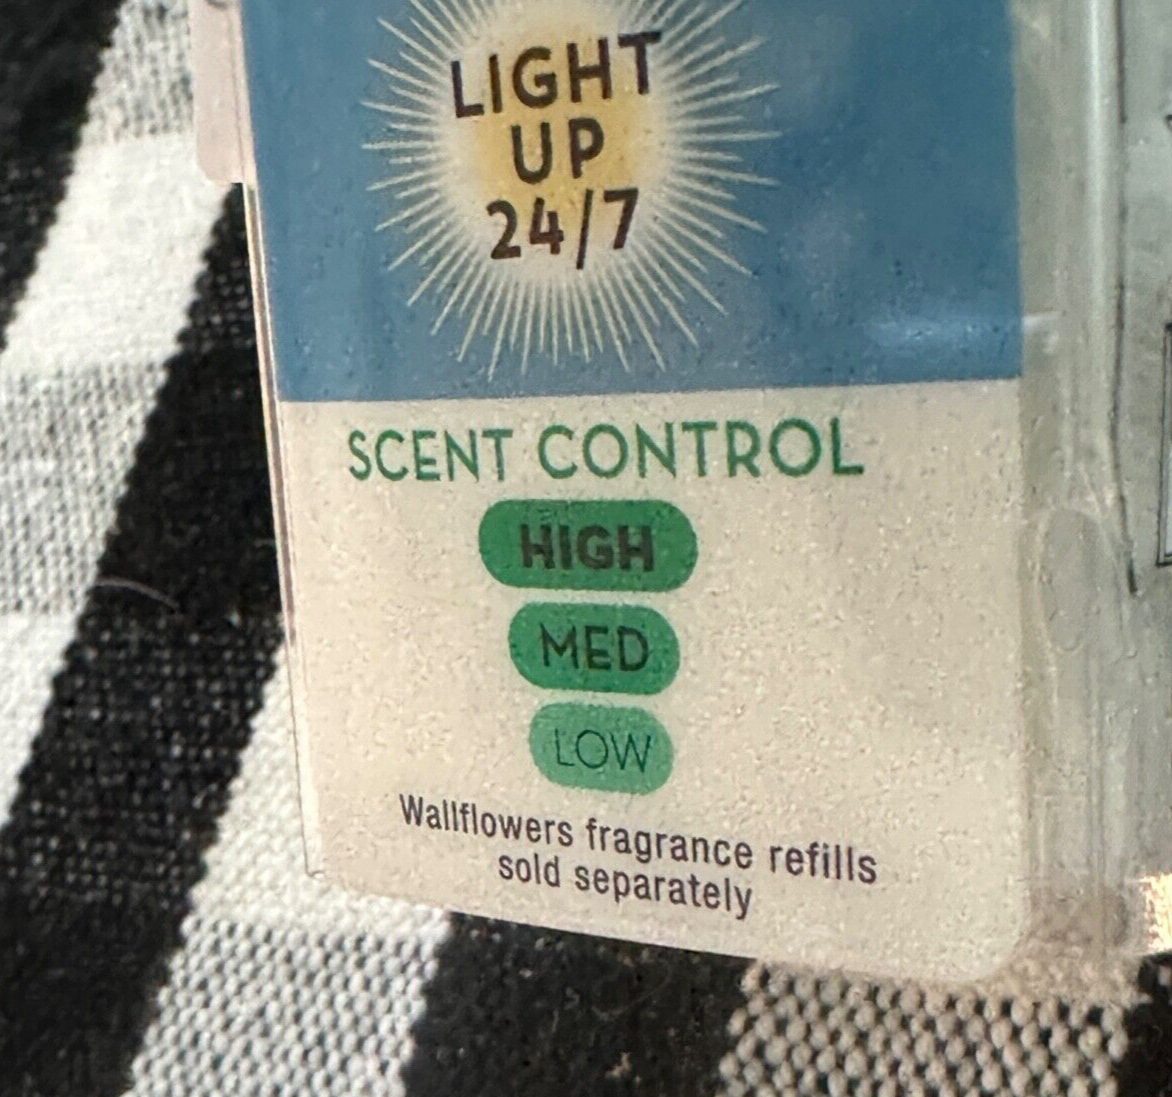 LIGHT
UP
24/7
SCENT CONTROL
HIGH
MED
LOW
Wallflowers fragrance refills
sold separately